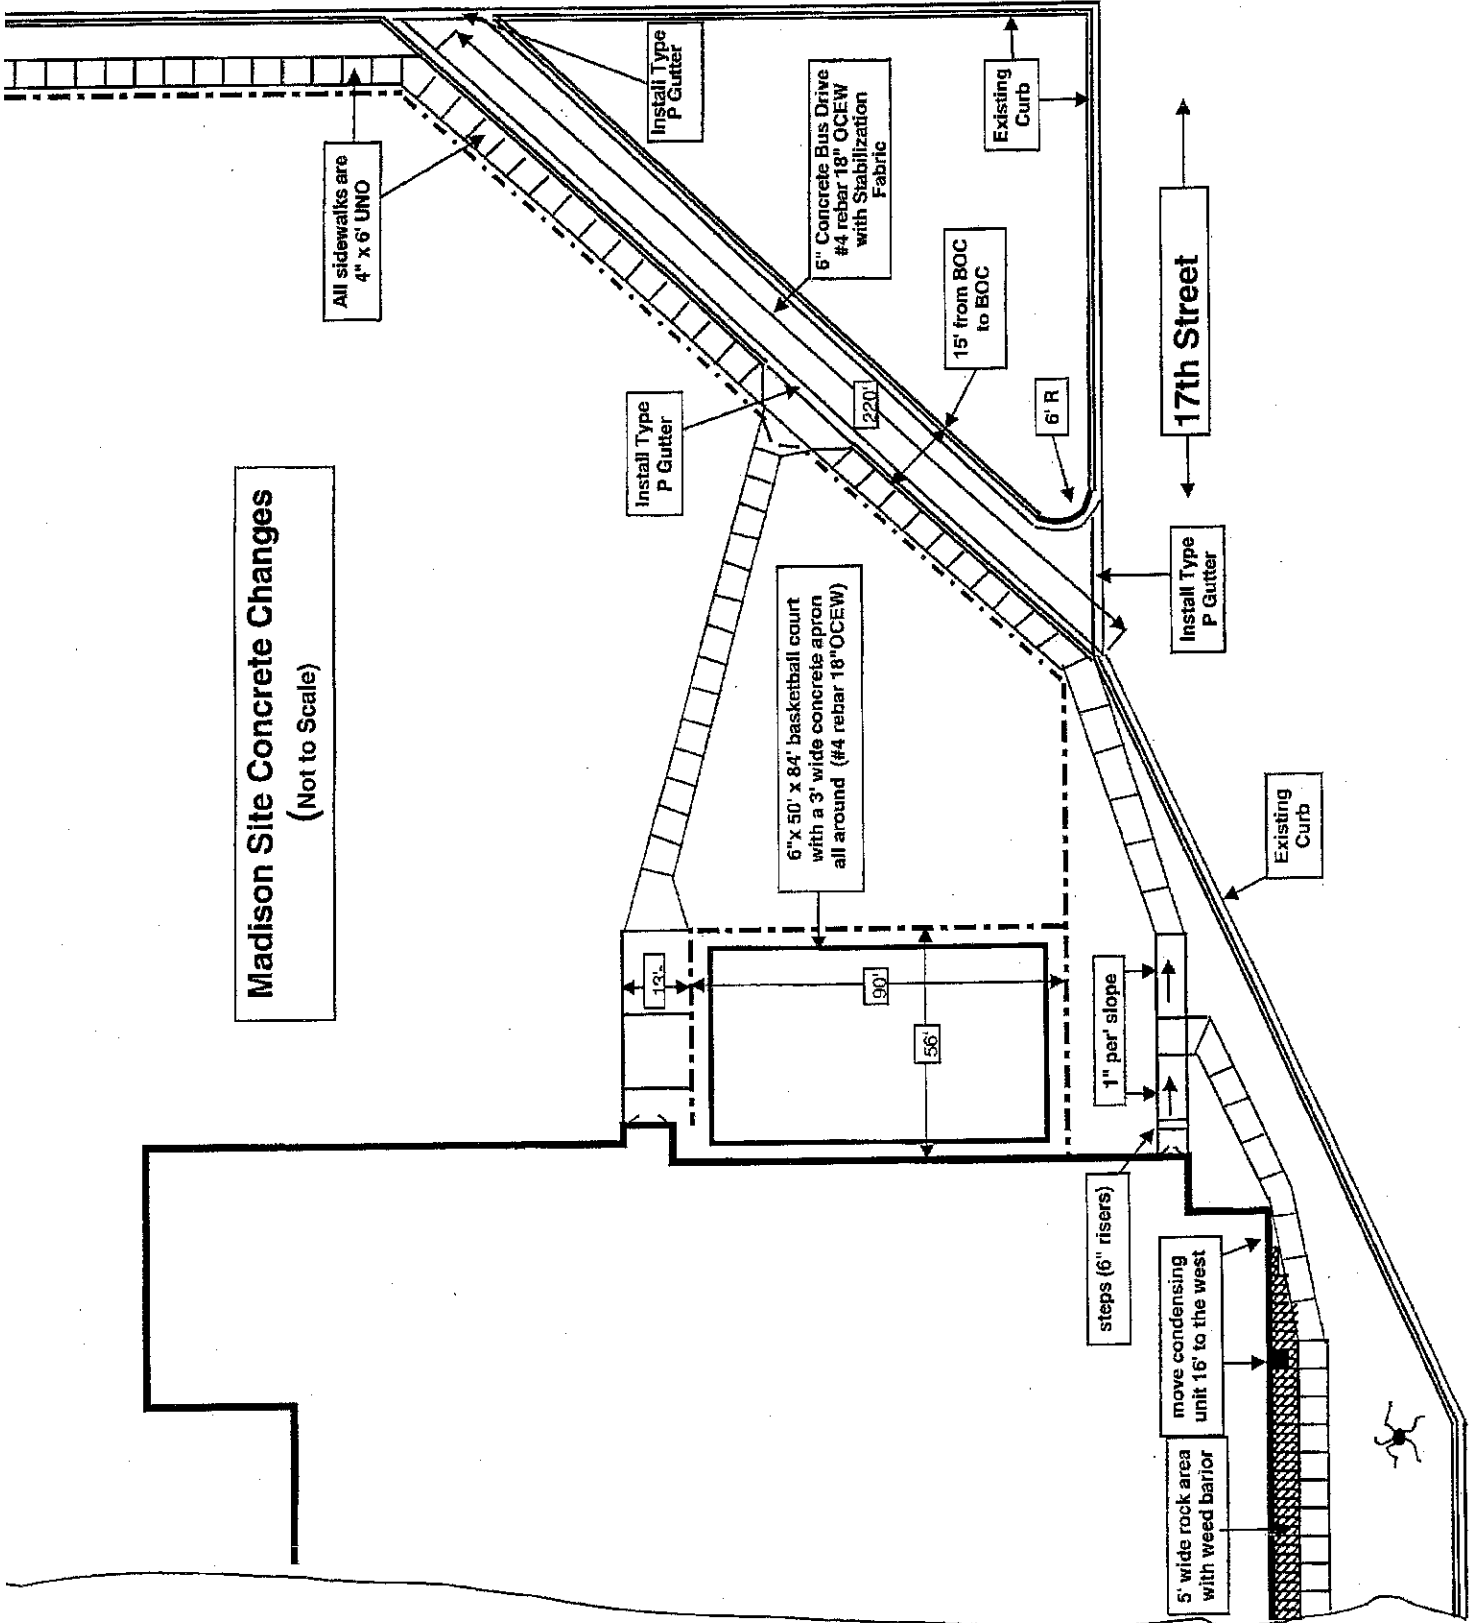 Madison Site Concrete Changes
(Not to Scale)
All sidewalks are
4" x 6' UNO
Install Type
P Gutter
6" Concrete Bus Drive
#4 rebar 18" OCEW
with Stabilization
Fabric
Existing
Curb
Install Type
P Gutter
220'
15' from BOC
to BOC
6' R
17th Street
Install Type
P Gutter
6"x 50' x 84' basketball court
with a 3' wide concrete apron
all around (#4 rebar 18"OCEW)
13'
90'
56'
1" per' slope
Existing
Curb
steps (6" risers)
move condensing
unit 16' to the west
5' wide rock area
with weed barior